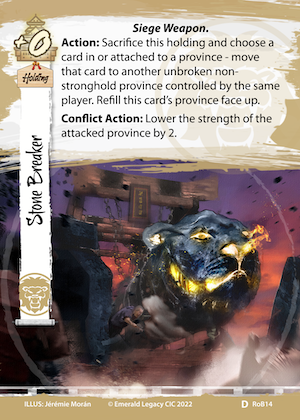 Siege Weapon.
+0
Action: Sacrifice this holding and choose a
card in or attached to a province - move
that card to another unbroken non-
stronghold province controlled by the same
player. Refill this card's province face up.
Holding
Conflict Action: Lower the strength of the
attacked province by 2.
Stone Breaker
ILLUS: Jérémie Morán © Emerald Legacy CIC 2022 D RoB14